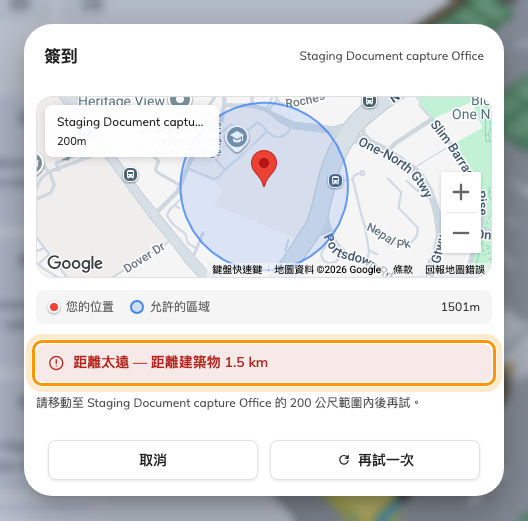 簽到
Staging Document capture Office
Heritage View
Roches
Staging Document captu...
200m
One N
One-North Gtwy
Slim Barra
Nepal Pk
Portsdown
Gtwy
Dover Dr
+
−
Google
鍵盤快速鍵
地圖資料 ©2026 Google
條款
回報地圖錯誤
您的位置
允許的區域
1501m
距離太遠 — 距離建築物 1.5 km
請移動至 Staging Document capture Office 的 200 公尺範圍內後再試。
取消
再試一次